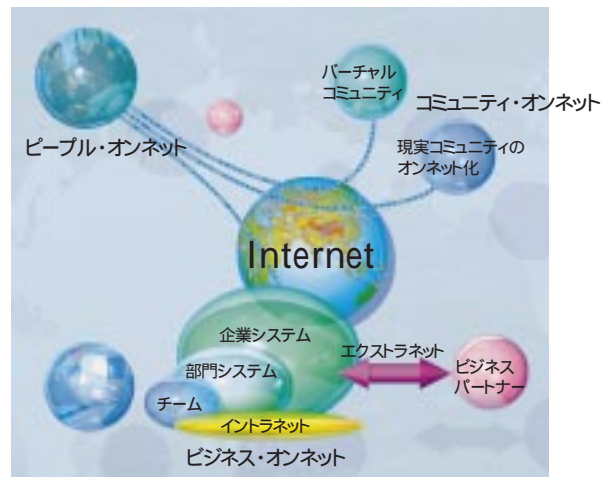 バーチャル
コミュニティ
コミュニティ・オンネット
ピープル・オンネット
現実コミュニティの
オンネット化
Internet
企業システム
エクストラネット
部門システム
ビジネス
パートナー
チーム
イントラネット
ビジネス・オンネット